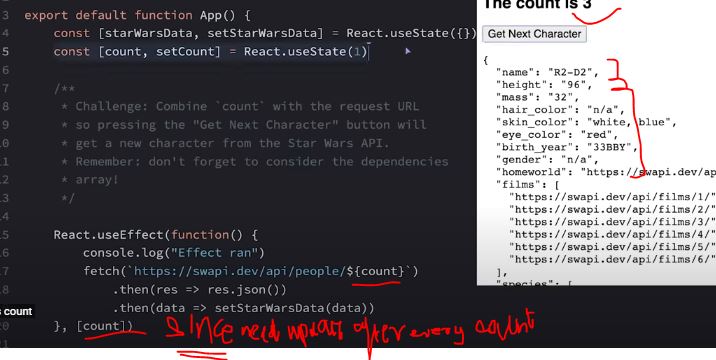 The count is 3
Get Next Character
export default function App() {
4 const [starWarsData, setStarWarsData] = React.useState({})
5 const [count, setCount] = React.useState(1)
7 /**
8 * Challenge: Combine `count` with the request URL
9 * so pressing the "Get Next Character" button will
10 * get a new character from the Star Wars API.
11 * Remember: don't forget to consider the dependencies
12 * array!
13 */
15 React.useEffect(function() {
16 console.log("Effect ran")
17 fetch(`https://swapi.dev/api/people/${count}`)
18 .then(res => res.json())
19 .then(data => setStarWarsData(data))
20 }, [count])
s count
SINCE need after every count
{
"name": "R2-D2",
"height": "96",
"mass": "32",
"hair_color": "n/a",
"skin_color": "white, blue",
"eye_color": "red",
"birth_year": "33BBY",
"gender": "n/a",
"homeworld": "https://swapi.dev/ap
"films": [
"https://swapi.dev/api/films/1/"
"https://swapi.dev/api/films/2/"
"https://swapi.dev/api/films/3/"
"https://swapi.dev/api/films/4/"
"https://swapi.dev/api/films/5/"
"https://swapi.dev/api/films/6/"
],
"species": [